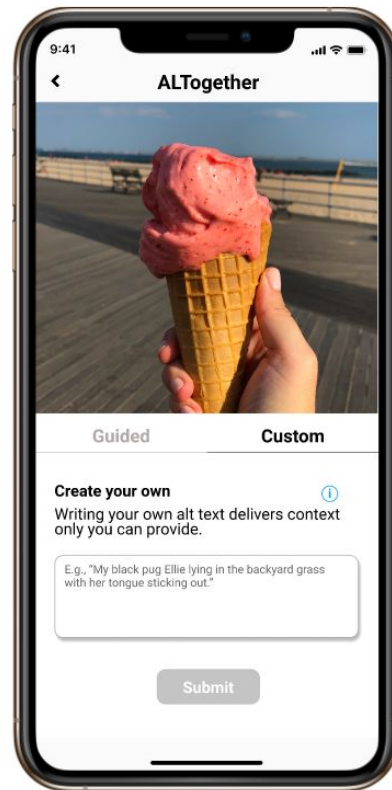 9:41
ALTogether
Guided
Custom
Create your own
Writing your own alt text delivers context
only you can provide.
E.g., “My black pug Ellie lying in the backyard grass
with her tongue sticking out.”
Submit